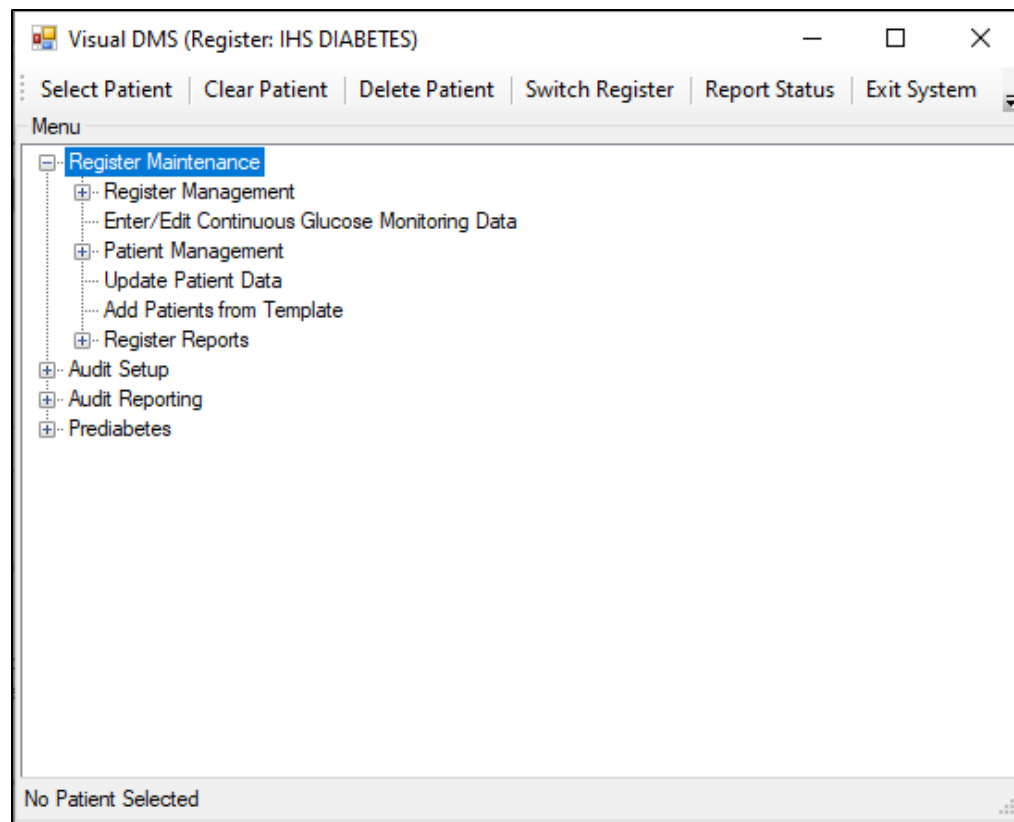 Visual DMS (Register: IHS DIABETES)
Select Patient Clear Patient Delete Patient Switch Register Report Status Exit System
Menu
Register Maintenance
Register Management
Enter/Edit Continuous Glucose Monitoring Data
Patient Management
Update Patient Data
Add Patients from Template
Register Reports
Audit Setup
Audit Reporting
Prediabetes
No Patient Selected